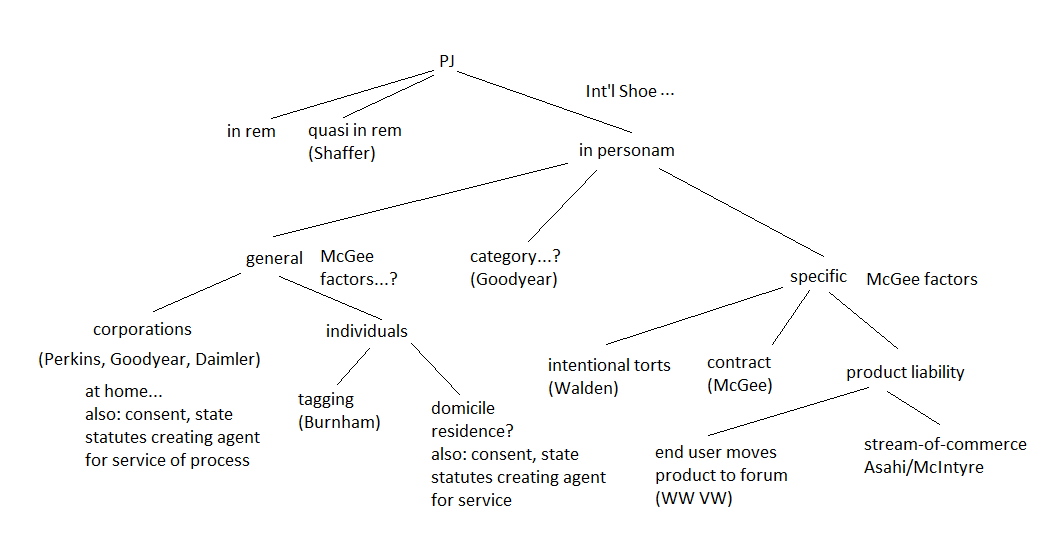 PJ
Int'l Shoe ...
in rem
quasi in rem
(Shaffer)
in personam
general
McGee
factors...?
category...?
(Goodyear)
specific
McGee factors
corporations
(Perkins, Goodyear, Daimler)
at home...
also: consent, state
statutes creating agent
for service of process
individuals
tagging
(Burnham)
domicile
residence?
also: consent, state
statutes creating agent
for service
intentional torts
(Walden)
contract
(McGee)
product liability
end user moves
product to forum
(WW VW)
stream-of-commerce
Asahi/McIntyre